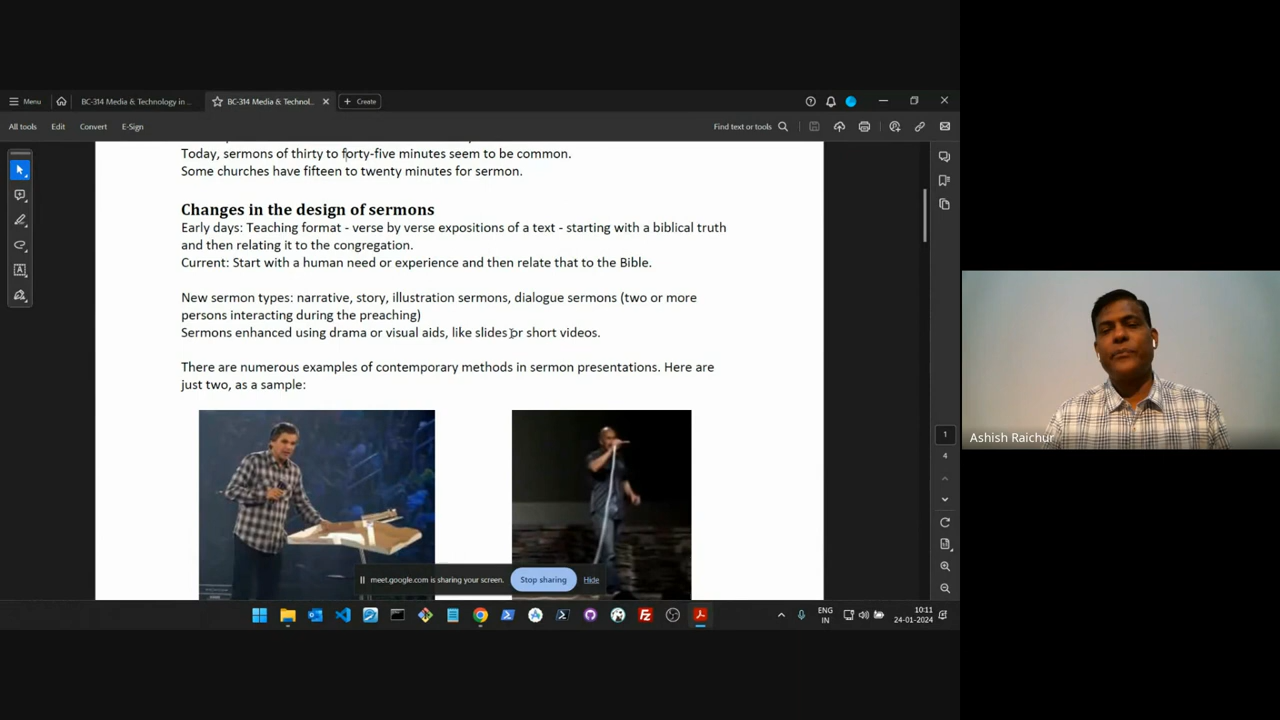 Menu
BC-314 Media & Technology in ...
BC-314 Media & Technol...
Create
All tools
Edit
Convert
E-Sign
Find text or tools
Today, sermons of thirty to forty-five minutes seem to be common.
Some churches have fifteen to twenty minutes for sermon.
Changes in the design of sermons
Early days: Teaching format - verse by verse expositions of a text - starting with a biblical truth
and then relating it to the congregation.
Current: Start with a human need or experience and then relate that to the Bible.
New sermon types: narrative, story, illustration sermons, dialogue sermons (two or more
persons interacting during the preaching)
Sermons enhanced using drama or visual aids, like slides or short videos.
There are numerous examples of contemporary methods in sermon presentations. Here are
just two, as a sample:
1
4
Ashish Raichur
meet.google.com is sharing your screen.
Stop sharing
Hide
ENG
IN
10:11
24-01-2024